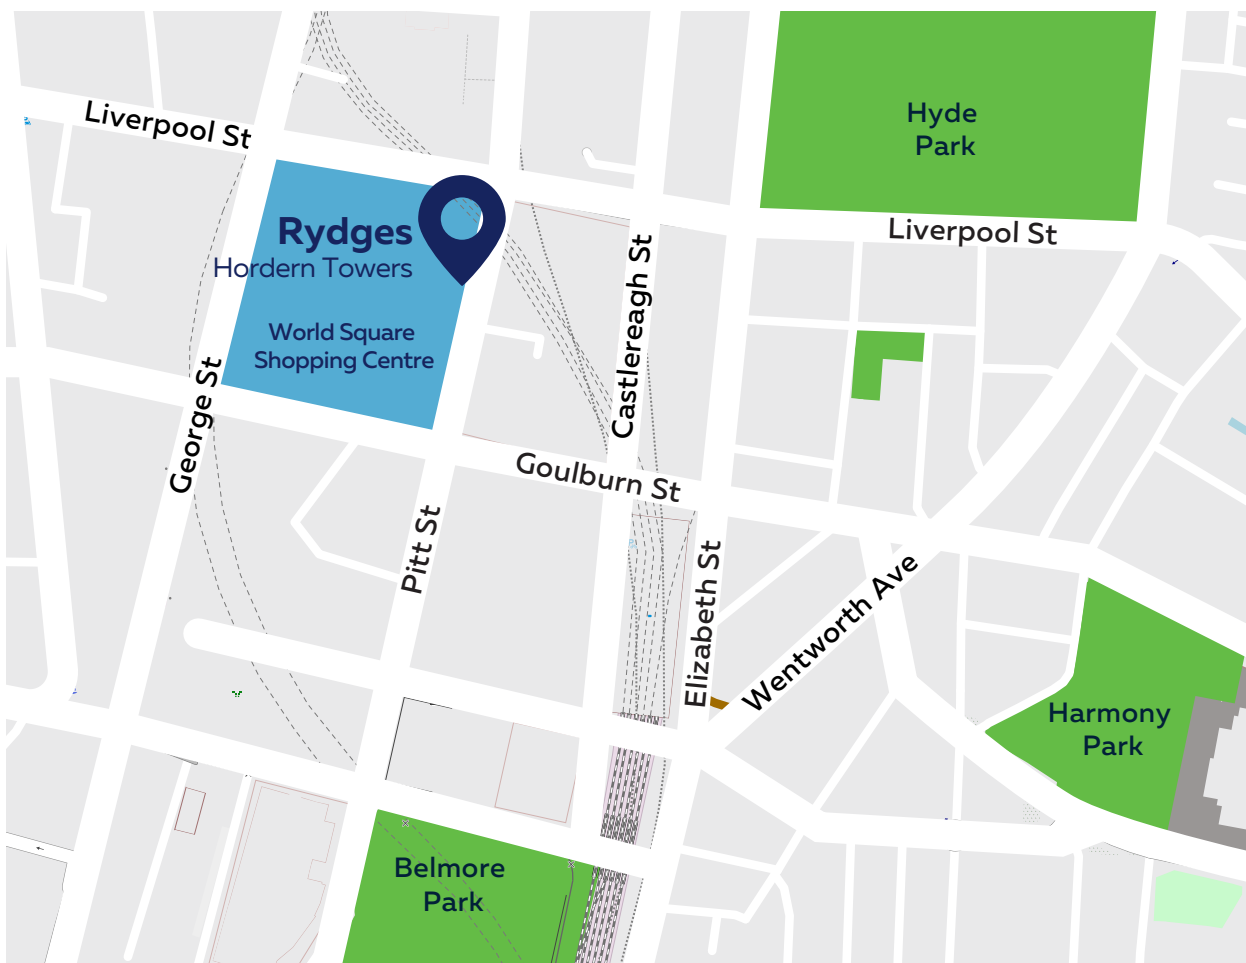 Hyde
Park
Liverpool St
Liverpool St
Rydges
Hordern Towers
World Square
Shopping Centre
Castlereagh St
George St
Goulburn St
Pitt St
Elizabeth St
Wentworth Ave
Harmony
Park
Belmore
Park